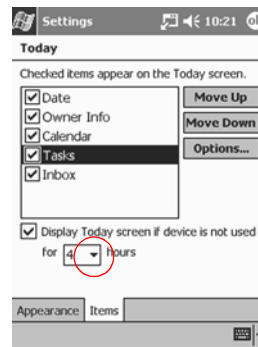 Settings 10:21 ok
Today
Checked items appear on the Today screen.
Date
Owner Info
Calendar
Tasks
Inbox
Move Up
Move Down
Options...
Display Today screen if device is not used
for 4 hours
Appearance Items